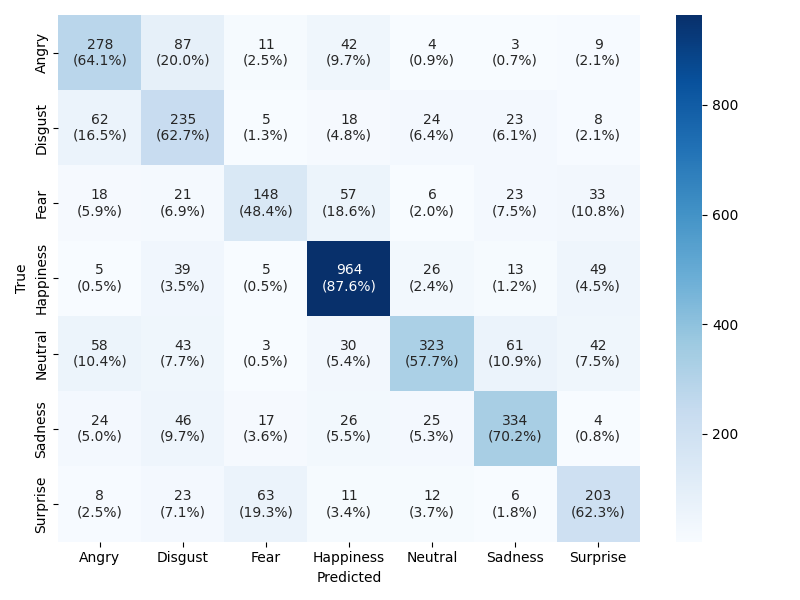 Angry 278 87 11 42 4 3 9
(64.1%) (20.0%) (2.5%) (9.7%) (0.9%) (0.7%) (2.1%)
Disgust 62 235 5 18 24 23 8
(16.5%) (62.7%) (1.3%) (4.8%) (6.4%) (6.1%) (2.1%)
Fear 18 21 148 57 6 23 33
(5.9%) (6.9%) (48.4%) (18.6%) (2.0%) (7.5%) (10.8%)
Happiness 5 39 5 964 26 13 49
(0.5%) (3.5%) (0.5%) (87.6%) (2.4%) (1.2%) (4.5%)
Neutral 58 43 3 30 323 61 42
(10.4%) (7.7%) (0.5%) (5.4%) (57.7%) (10.9%) (7.5%)
Sadness 24 46 17 26 25 334 4
(5.0%) (9.7%) (3.6%) (5.5%) (5.3%) (70.2%) (0.8%)
Surprise 8 23 63 11 12 6 203
(2.5%) (7.1%) (19.3%) (3.4%) (3.7%) (1.8%) (62.3%)
Angry Disgust Fear Happiness Neutral Sadness Surprise
Predicted
True
800
600
400
200